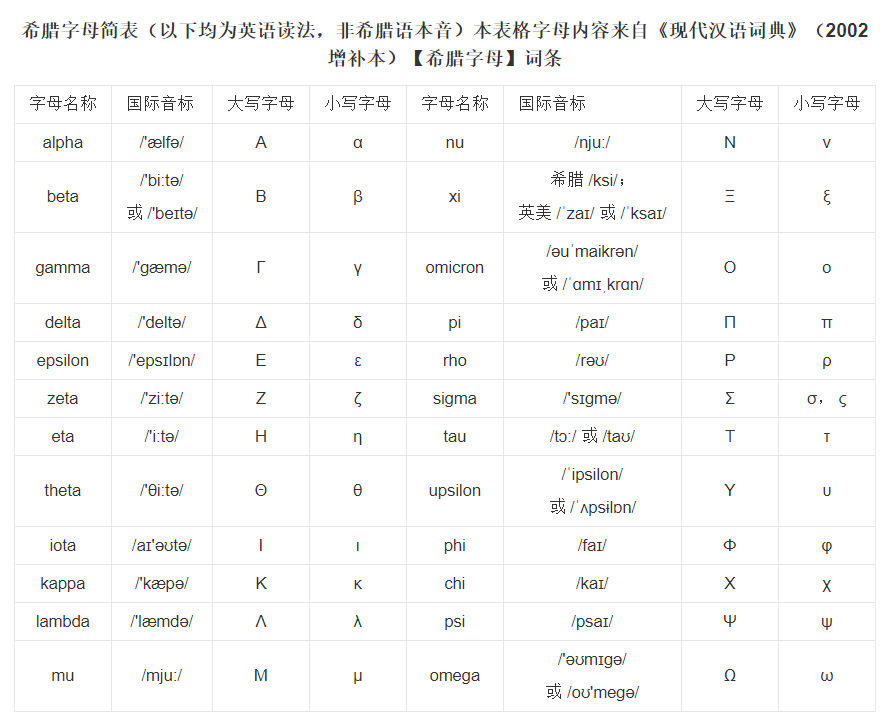 希腊字母简表（以下均为英语读法，非希腊语本音）本表格字母内容来自《现代汉语词典》（2002
增补本）【希腊字母】词条
字母名称 国际音标 大写字母 小写字母 字母名称 国际音标 大写字母 小写字母
alpha /'ælfə/ Α α nu /nju:/ Ν ν
beta /'bi:tə/ 或 /'beɪtə/ Β β xi 希腊 /ksi/； 英美 /ˈzaɪ/ 或 /ˈksaɪ/ Ξ ξ
gamma /'gæmə/ Γ γ omicron /əuˈmaikrən/ 或 /ˈɑmɪˌkrɑn/ Ο ο
delta /'deltə/ Δ δ pi /paɪ/ Π π
epsilon /'epsɪlɒn/ Ε ε rho /rəʊ/ Ρ ρ
zeta /'zi:tə/ Ζ ζ sigma /'sɪgmə/ Σ σ， ς
eta /'i:tə/ Η η tau /tɔ:/ 或 /taʊ/ Τ τ
theta /'θi:tə/ Θ θ upsilon /ˈipsilon/ 或 /ˈʌpsɨlɒn/ Υ υ
iota /aɪ'əʊtə/ Ι ι phi /faɪ/ Φ φ
kappa /'kæpə/ Κ κ chi /kaɪ/ Χ χ
lambda /'læmdə/ Λ λ psi /psaɪ/ Ψ ψ
mu /mju:/ Μ μ omega /'əʊmɪgə/ 或 /oʊ'megə/ Ω ω